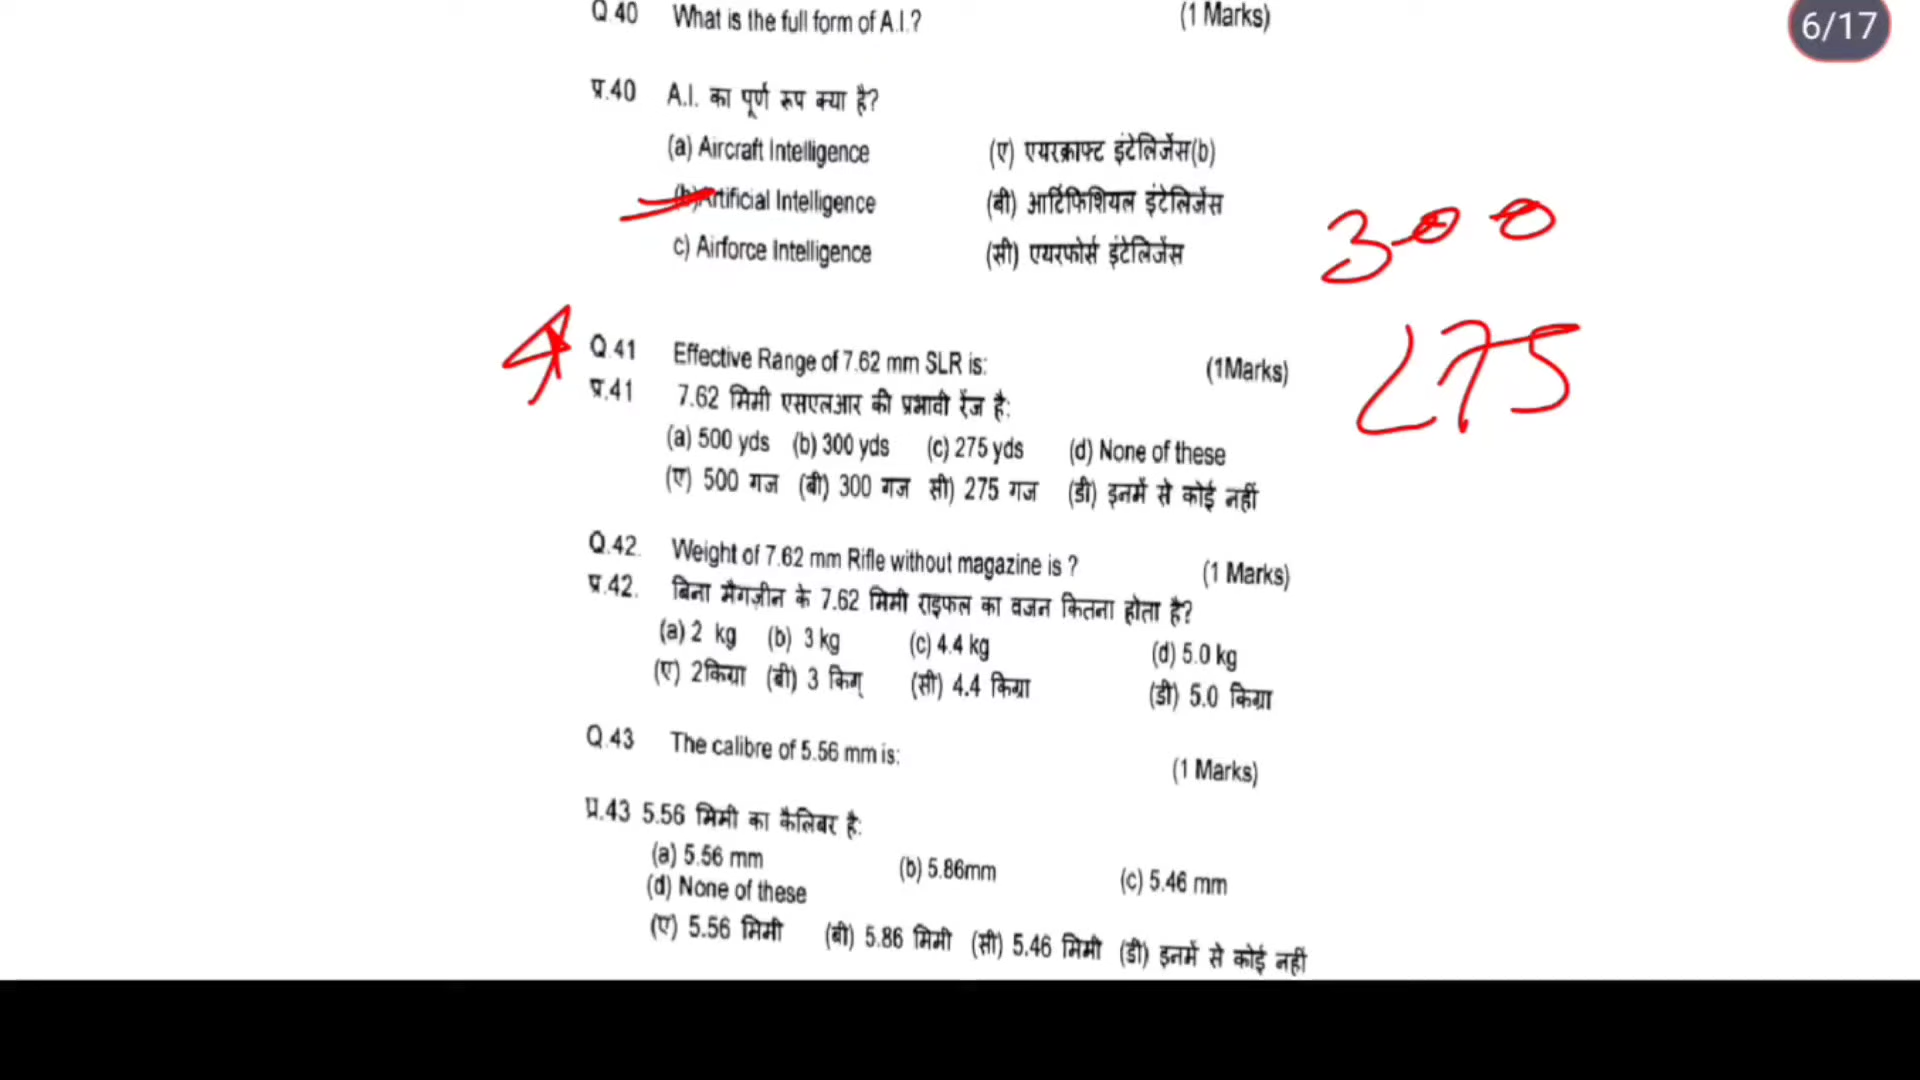 6/17
Q.40 What is the full form of A.I.? (1 Marks)
प्र.40 A.I. का पूर्ण रूप क्या है?
(a) Aircraft Intelligence (ए) एयरक्राफ्ट इंटेलिजेंस(b)
(b) Artificial Intelligence (बी) आर्टिफिशियल इंटेलिजेंस
c) Airforce Intelligence (सी) एयरफोर्स इंटेलिजेंस
300
275
Q.41 Effective Range of 7.62 mm SLR is: (1Marks)
प्र.41 7.62 मिमी एसएलआर की प्रभावी रेंज है:
(a) 500 yds (b) 300 yds (c) 275 yds (d) None of these
(ए) 500 गज (बी) 300 गज सी) 275 गज (डी) इनमें से कोई नहीं
Q.42. Weight of 7.62 mm Rifle without magazine is ? (1 Marks)
प्र.42. बिना मैगज़ीन के 7.62 मिमी राइफल का वजन कितना होता है?
(a) 2 kg (b) 3 kg (c) 4.4 kg (d) 5.0 kg
(ए) 2किग्रा (बी) 3 किग् (सी) 4.4 किग्रा (डी) 5.0 किग्रा
Q.43 The calibre of 5.56 mm is: (1 Marks)
प्र.43 5.56 मिमी का कैलिबर है:
(a) 5.56 mm (b) 5.86mm (c) 5.46 mm
(d) None of these
(ए) 5.56 मिमी (बी) 5.86 मिमी (सी) 5.46 मिमी (डी) इनमें से कोई नहीं